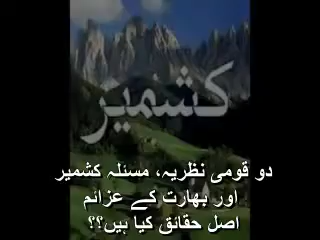 کشمیر
دو قومی نظریہ، مسئلہ کشمیر
اور بھارت کے عزائم
اصل حقائق کیا ہیں؟؟